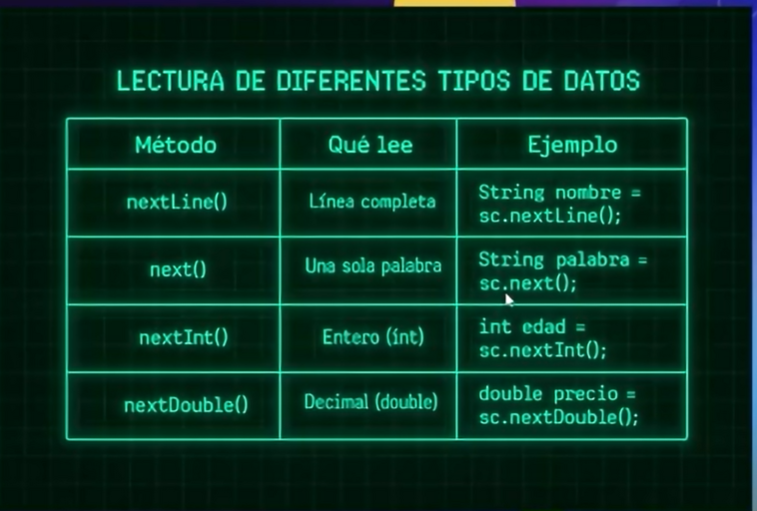 LECTURA DE DIFERENTES TIPOS DE DATOS
Método Qué lee Ejemplo
nextLine() Línea completa String nombre =
sc.nextLine();
next() Una sola palabra String palabra =
sc.next();
nextInt() Entero (ínt) int edad =
sc.nextInt();
nextDouble() Decimal (double) double precio =
sc.nextDouble();